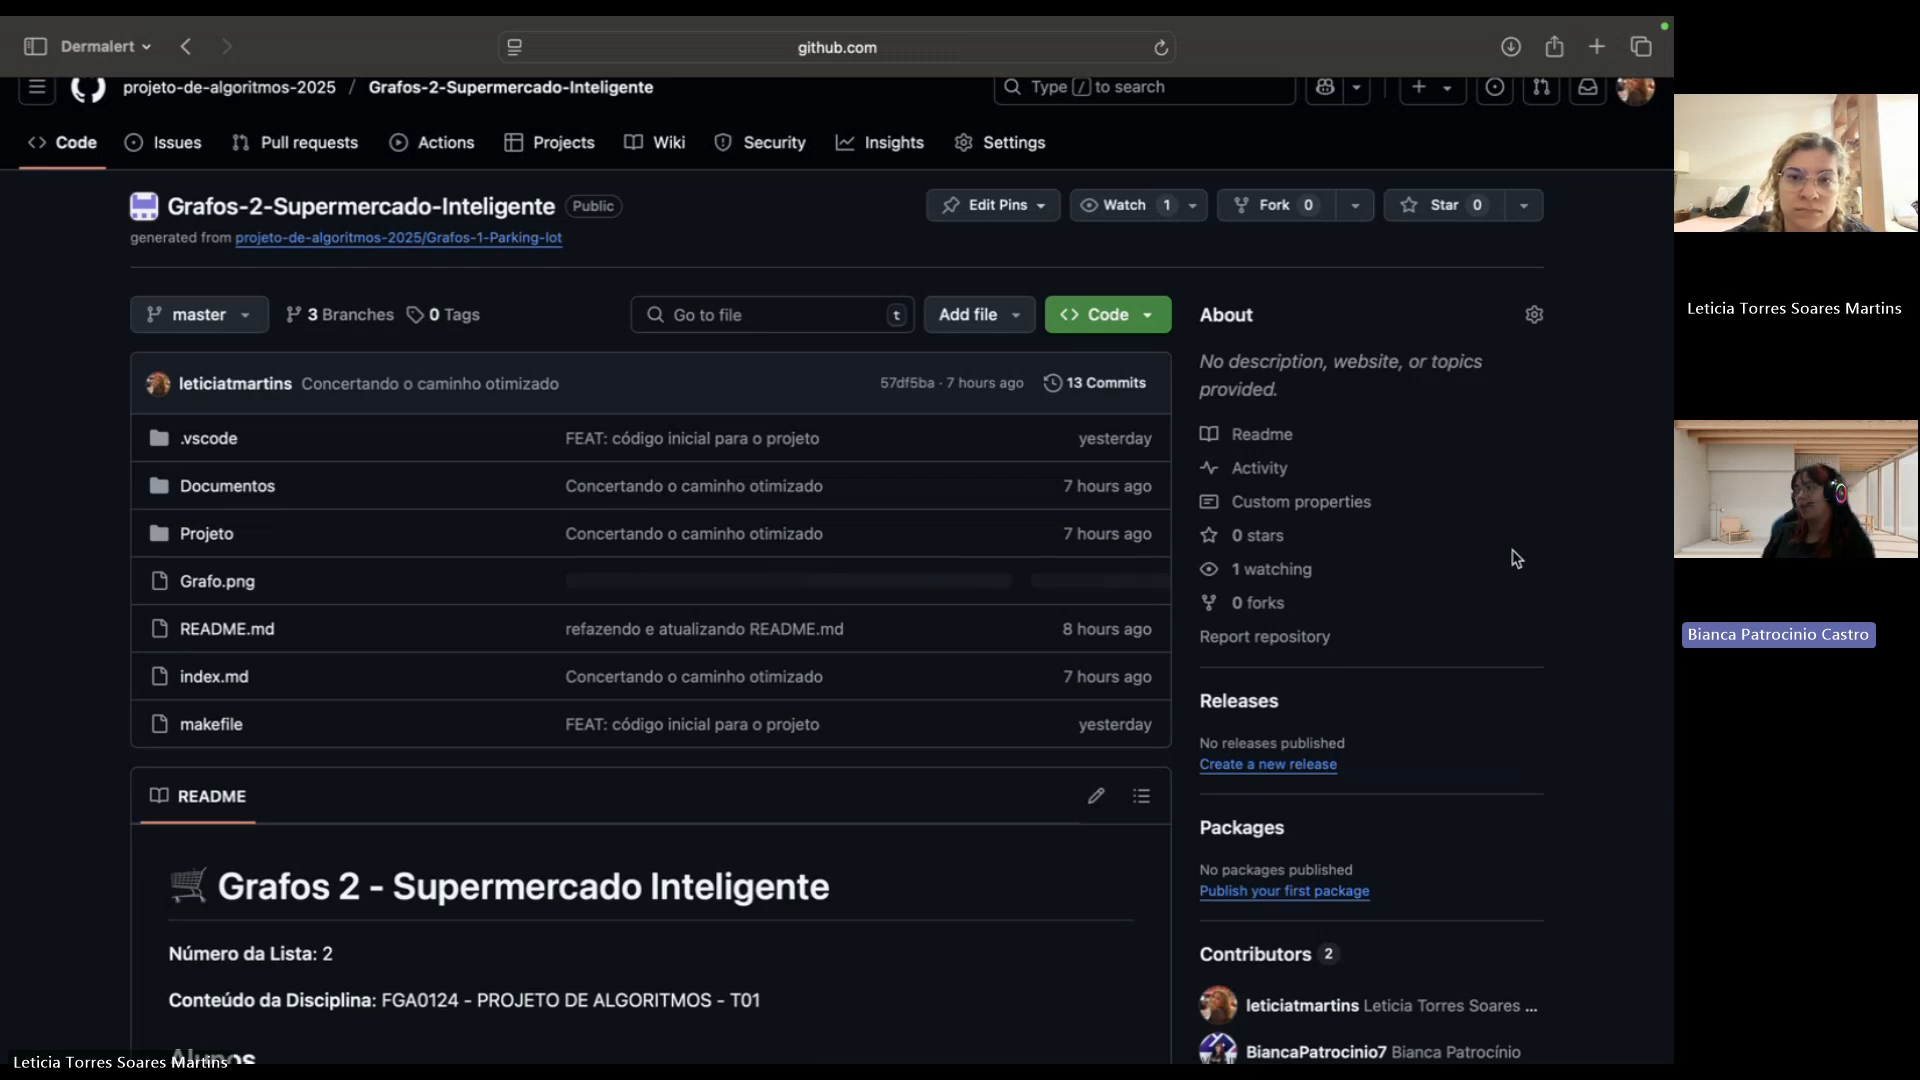 Dermalert
github.com
projeto-de-algoritmos-2025 / Grafos-2-Supermercado-Inteligente
Type / to search
Code
Issues
Pull requests
Actions
Projects
Wiki
Security
Insights
Settings
Grafos-2-Supermercado-Inteligente Public
Edit Pins
Watch 1
Fork 0
Star 0
generated from projeto-de-algoritmos-2025/Grafos-1-Parking-lot
master
3 Branches
0 Tags
Go to file t
Add file
Code
leticiatmartins Concertando o caminho otimizado 57df5ba · 7 hours ago 13 Commits
.vscode FEAT: código inicial para o projeto yesterday
Documentos Concertando o caminho otimizado 7 hours ago
Projeto Concertando o caminho otimizado 7 hours ago
Grafo.png
README.md refazendo e atualizando README.md 8 hours ago
index.md Concertando o caminho otimizado 7 hours ago
makefile FEAT: código inicial para o projeto yesterday
README
Grafos 2 - Supermercado Inteligente
Número da Lista: 2
Conteúdo da Disciplina: FGA0124 - PROJETO DE ALGORITMOS - T01
Alunos
About
No description, website, or topics
provided.
Readme
Activity
Custom properties
0 stars
1 watching
0 forks
Report repository
Releases
No releases published
Create a new release
Packages
No packages published
Publish your first package
Contributors 2
leticiatmartins Leticia Torres Soares ...
BiancaPatrocinio7 Bianca Patrocínio
Leticia Torres Soares Martins
Bianca Patrocinio Castro
Leticia Torres Soares Martins